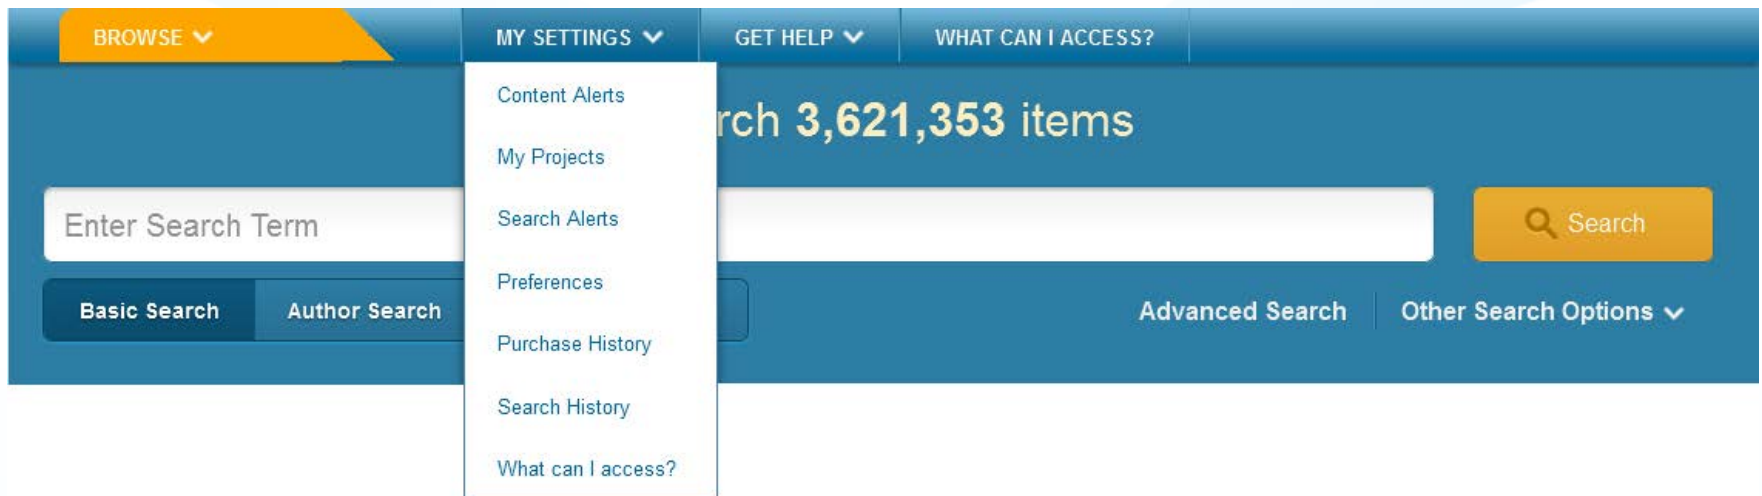 BROWSE MY SETTINGS GET HELP WHAT CAN I ACCESS?
Content Alerts
rch 3,621,353 items
My Projects
Enter Search Term
Search Alerts
Search
Preferences
Basic Search Author Search
Advanced Search Other Search Options
Purchase History
Search History
What can I access?